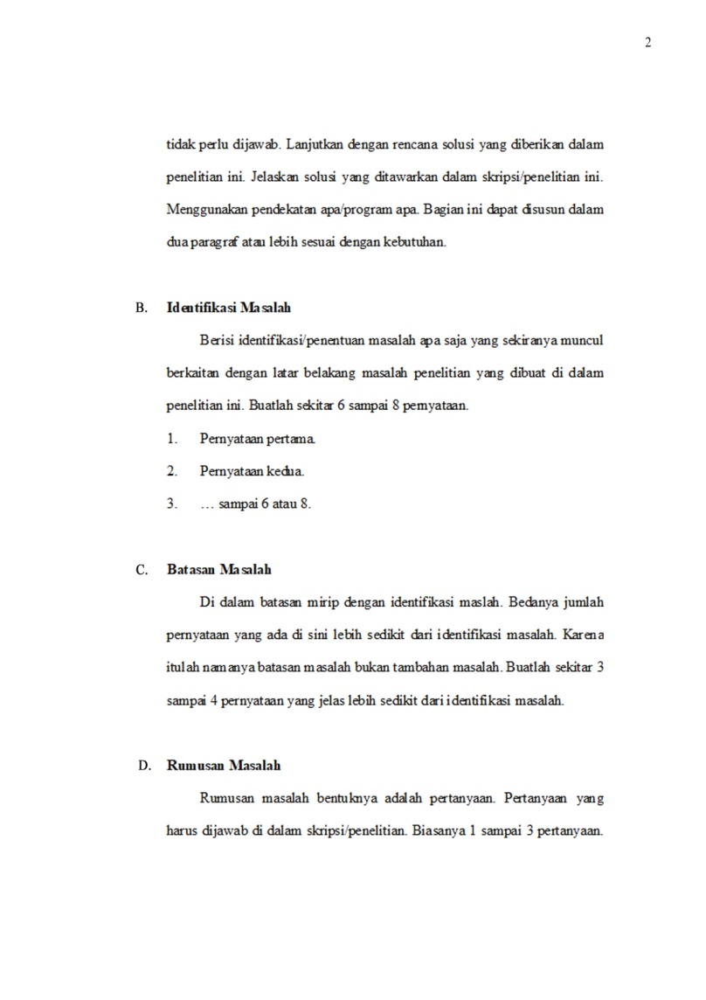 2
tidak perlu dijawab. Lanjutkan dengan rencana solusi yang diberikan dalam
penelitian ini. Jelaskan solusi yang ditawarkan dalam skripsi/penelitian ini.
Menggunakan pendekatan apa/program apa. Bagian ini dapat disusun dalam
dua paragraf atau lebih sesuai dengan kebutuhan.
B. Identifikasi Masalah
Berisi identifikasi/penentuan masalah apa saja yang sekiranya muncul
berkaitan dengan latar belakang masalah penelitian yang dibuat di dalam
penelitian ini. Buatlah sekitar 6 sampai 8 pernyataan.
1. Pernyataan pertama.
2. Pernyataan kedua.
3. … sampai 6 atau 8.
C. Batasan Masalah
Di dalam batasan mirip dengan identifikasi maslah. Bedanya jumlah
pernyataan yang ada di sini lebih sedikit dari identifikasi masalah. Karena
itulah namanya batasan masalah bukan tambahan masalah. Buatlah sekitar 3
sampai 4 pernyataan yang jelas lebih sedikit dari identifikasi masalah.
D. Rumusan Masalah
Rumusan masalah bentuknya adalah pertanyaan. Pertanyaan yang
harus dijawab di dalam skripsi/penelitian. Biasanya 1 sampai 3 pertanyaan.